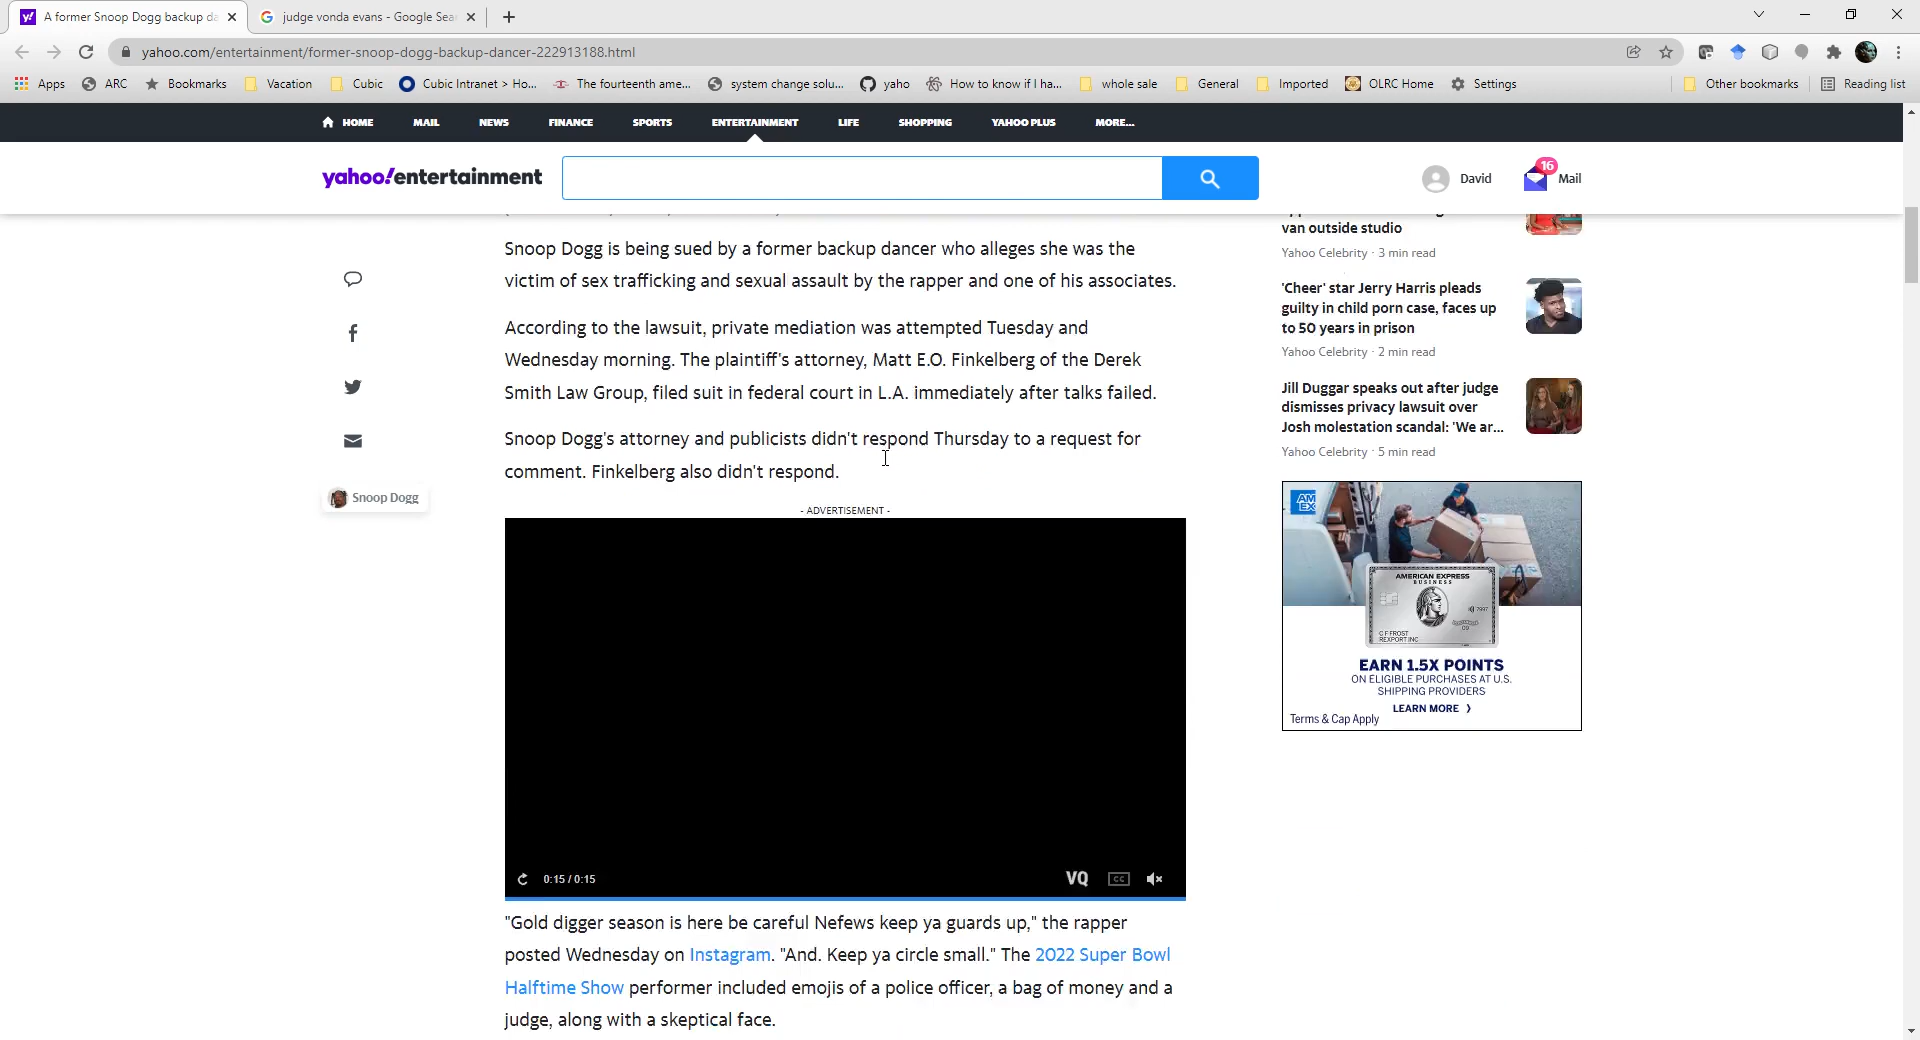 A former Snoop Dogg backup da
judge vonda evans - Google Sea
yahoo.com/entertainment/former-snoop-dogg-backup-dancer-222913188.html
Apps ARC Bookmarks Vacation Cubic Cubic Intranet > Ho... The fourteenth ame... system change solu... yaho How to know if I ha... whole sale General Imported OLRC Home Settings Other bookmarks Reading list
HOME MAIL NEWS FINANCE SPORTS ENTERTAINMENT LIFE SHOPPING YAHOO PLUS MORE...
yahoo!entertainment
David
16
Mail
Snoop Dogg is being sued by a former backup dancer who alleges she was the
victim of sex trafficking and sexual assault by the rapper and one of his associates.
According to the lawsuit, private mediation was attempted Tuesday and
Wednesday morning. The plaintiff's attorney, Matt E.O. Finkelberg of the Derek
Smith Law Group, filed suit in federal court in L.A. immediately after talks failed.
Snoop Dogg's attorney and publicists didn't respond Thursday to a request for
comment. Finkelberg also didn't respond.
Snoop Dogg
- ADVERTISEMENT -
0:15 / 0:15
VQ
CC
"Gold digger season is here be careful Nefews keep ya guards up," the rapper
posted Wednesday on Instagram. "And. Keep ya circle small." The 2022 Super Bowl
Halftime Show performer included emojis of a police officer, a bag of money and a
judge, along with a skeptical face.
van outside studio
Yahoo Celebrity · 3 min read
'Cheer' star Jerry Harris pleads
guilty in child porn case, faces up
to 50 years in prison
Yahoo Celebrity · 2 min read
Jill Duggar speaks out after judge
dismisses privacy lawsuit over
Josh molestation scandal: 'We ar...
Yahoo Celebrity · 5 min read
AM
EX
AMERICAN EXPRESS
BUSINESS
C F FROST
REXPORT INC
EARN 1.5X POINTS
ON ELIGIBLE PURCHASES AT U.S.
SHIPPING PROVIDERS
LEARN MORE
Terms & Cap Apply